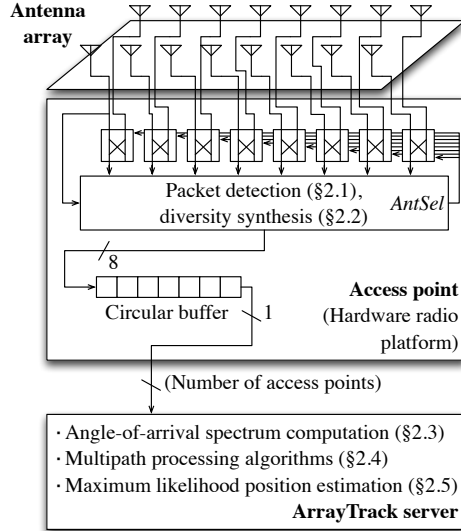 Antenna
array
Packet detection (§2.1),
diversity synthesis (§2.2)
AntSel
8
Circular buffer
1
Access point
(Hardware radio
platform)
(Number of access points)
· Angle-of-arrival spectrum computation (§2.3)
· Multipath processing algorithms (§2.4)
· Maximum likelihood position estimation (§2.5)
ArrayTrack server